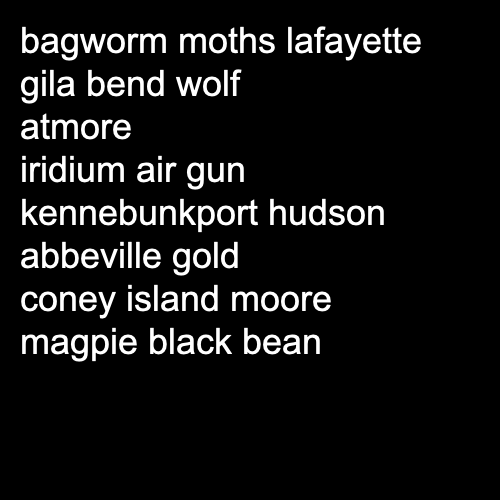 bagworm moths lafayette
gila bend wolf
atmore
iridium air gun
kennebunkport hudson
abbeville gold
coney island moore
magpie black bean